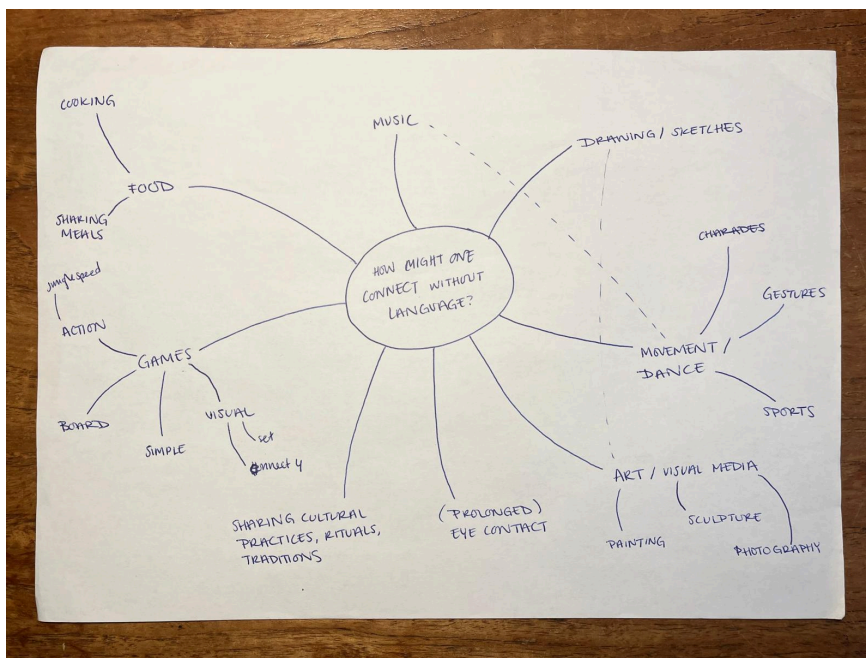 COOKING
MUSIC
DRAWING / SKETCHES
FOOD
SHARING
MEALS
HOW MIGHT ONE
CONNECT WITHOUT
LANGUAGE?
CHARADES
GESTURES
junglespeed
ACTION
GAMES
MOVEMENT /
DANCE
BOARD
SIMPLE
VISUAL
set
connect 4
SPORTS
SHARING CULTURAL
PRACTICES, RITUALS,
TRADITIONS
(PROLONGED)
EYE CONTACT
ART / VISUAL MEDIA
PAINTING
SCULPTURE
PHOTOGRAPHY